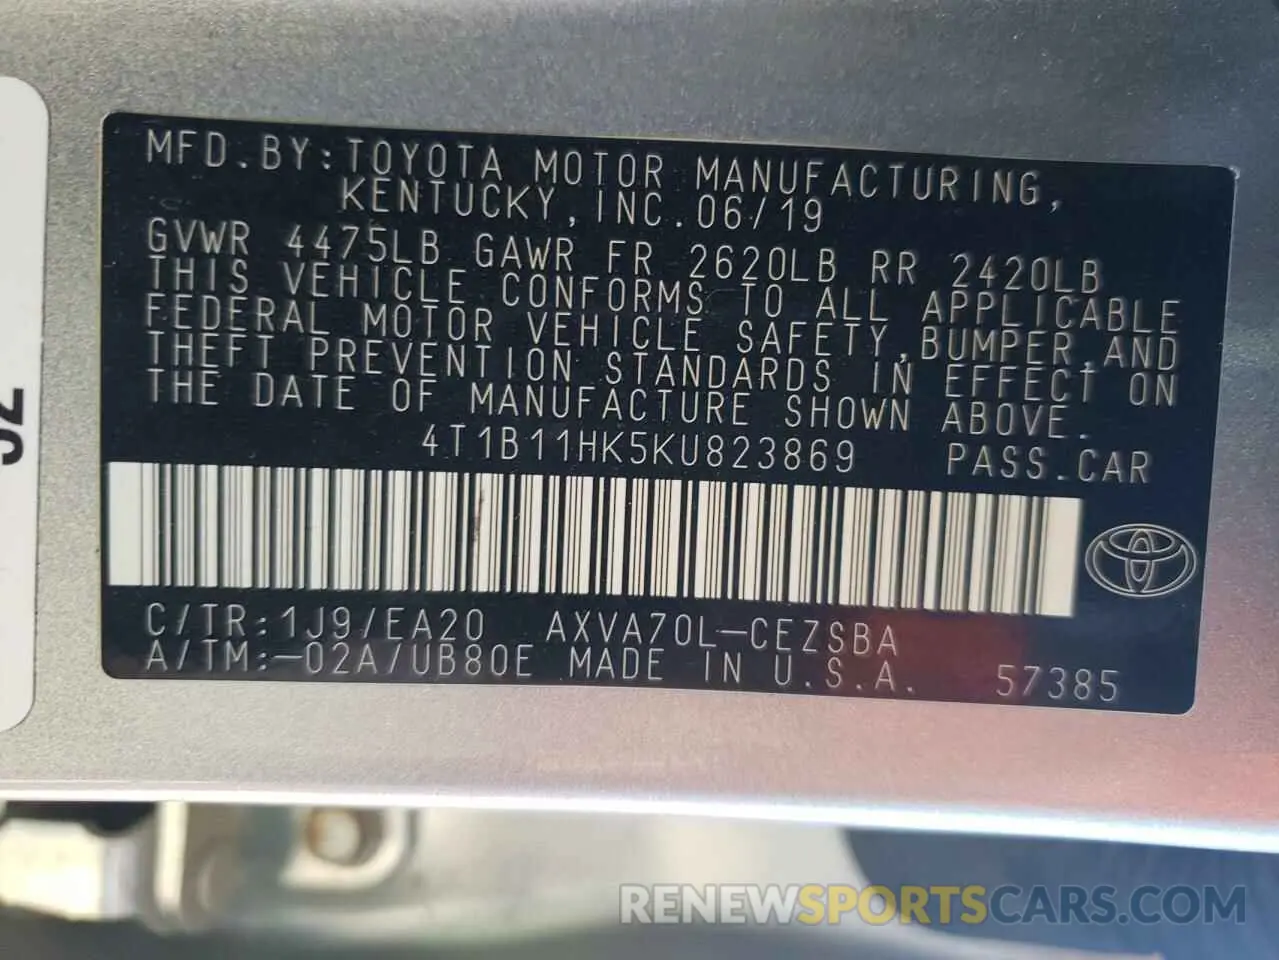 MFD.BY:TOYOTA MOTOR MANUFACTURING,
KENTUCKY,INC.06/19
GVWR 4475LB GAWR FR 2620LB RR 2420LB
THIS VEHICLE CONFORMS TO ALL APPLICABLE
FEDERAL MOTOR VEHICLE SAFETY,BUMPER,AND
THEFT PREVENTION STANDARDS IN EFFECT ON
THE DATE OF MANUFACTURE SHOWN ABOVE.
4T1B11HK5KU823869 PASS.CAR
C/TR:1J9/EA20 AXVA70L-CEZSBA
A/TM:-02A/UB80E MADE IN U.S.A. 57385
RENEWSPORTSCARS.COM